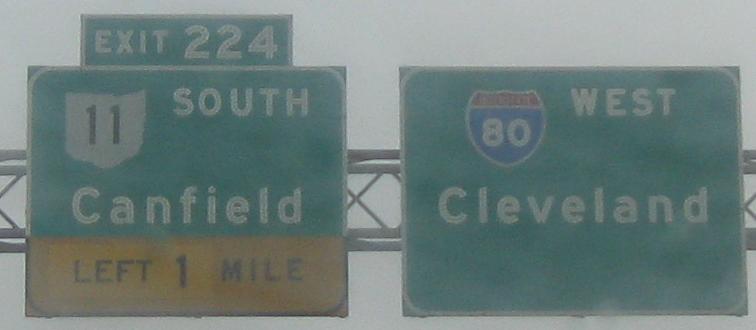 EXIT 224
11 SOUTH
Canfield
LEFT 1 MILE
80 WEST
Cleveland